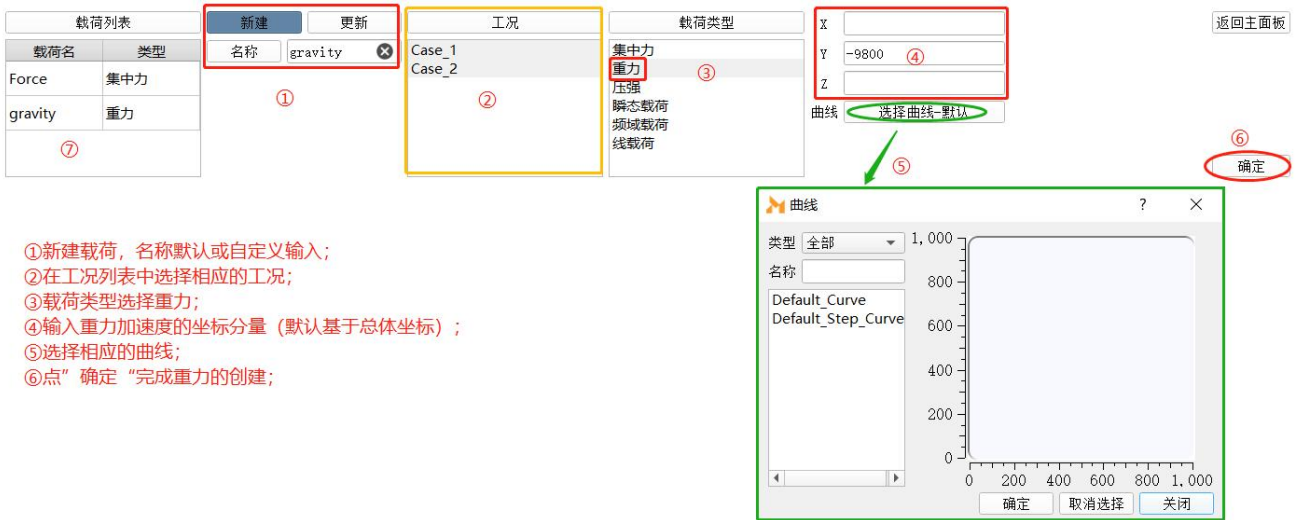 载荷列表
新建
更新
工况
载荷类型
X
返回主面板
载荷名
类型
名称
gravity
Case_1
集中力
Y
-9800
④
Force
集中力
Case_2
重力
③
Z
gravity
重力
①
②
压强
瞬态载荷
曲线
选择曲线-默认
频域载荷
⑦
线载荷
⑥
⑤
确定
曲线
?
①新建载荷，名称默认或自定义输入；
②在工况列表中选择相应的工况；
③载荷类型选择重力；
④输入重力加速度的坐标分量（默认基于总体坐标）；
⑤选择相应的曲线；
⑥点”确定“完成重力的创建；
类型
全部
名称
Default_Curve
Default_Step_Curve
1,000
800
600
400
200
0
0 200 400 600 800 1,000
确定
取消选择
关闭